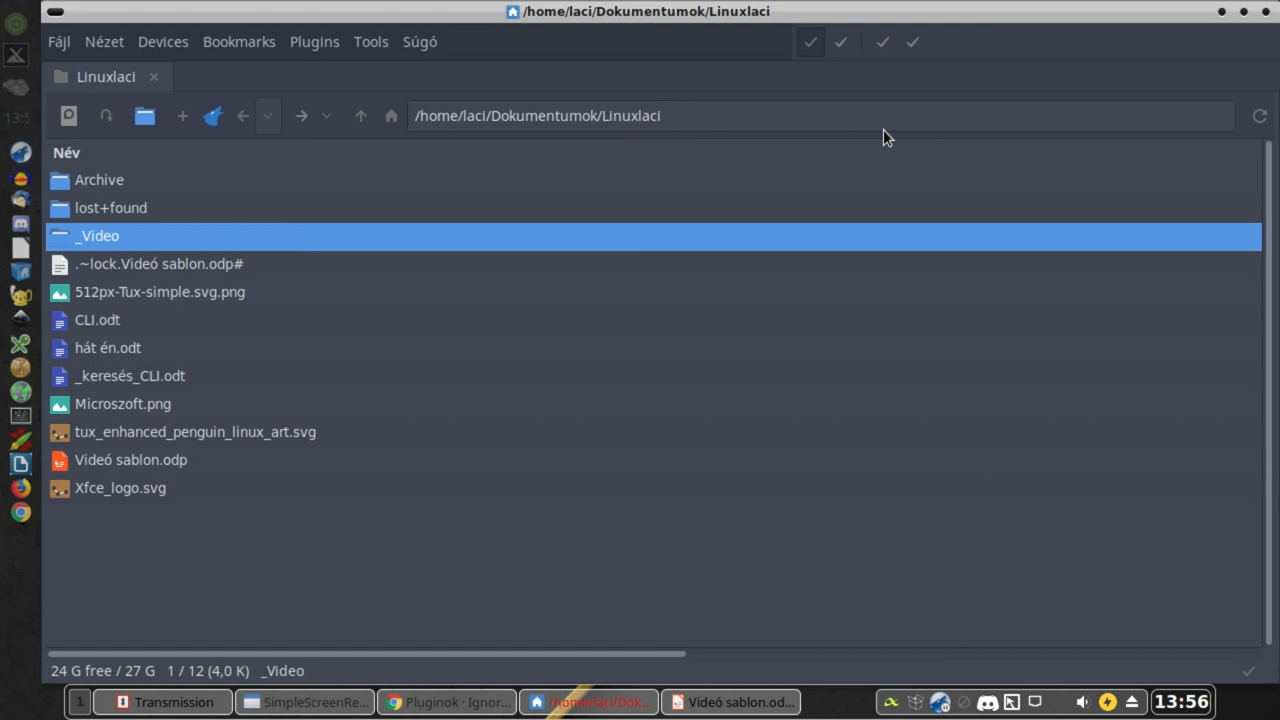 /home/laci/Dokumentumok/Linuxlaci
Fájl Nézet Devices Bookmarks Plugins Tools Súgó
Linuxlaci
/home/laci/Dokumentumok/Linuxlaci
Név
Archive
lost+found
_Video
.~lock.Videó sablon.odp#
512px-Tux-simple.svg.png
CLI.odt
hát én.odt
_keresés_CLI.odt
Microszoft.png
tux_enhanced_penguin_linux_art.svg
Videó sablon.odp
Xfce_logo.svg
24 G free / 27 G 1 / 12 (4,0 K) _Video
1 Transmission SimpleScreenRe... Pluginok · Ignor... /home/laci/Dok... Videó sablon.od... 13:56